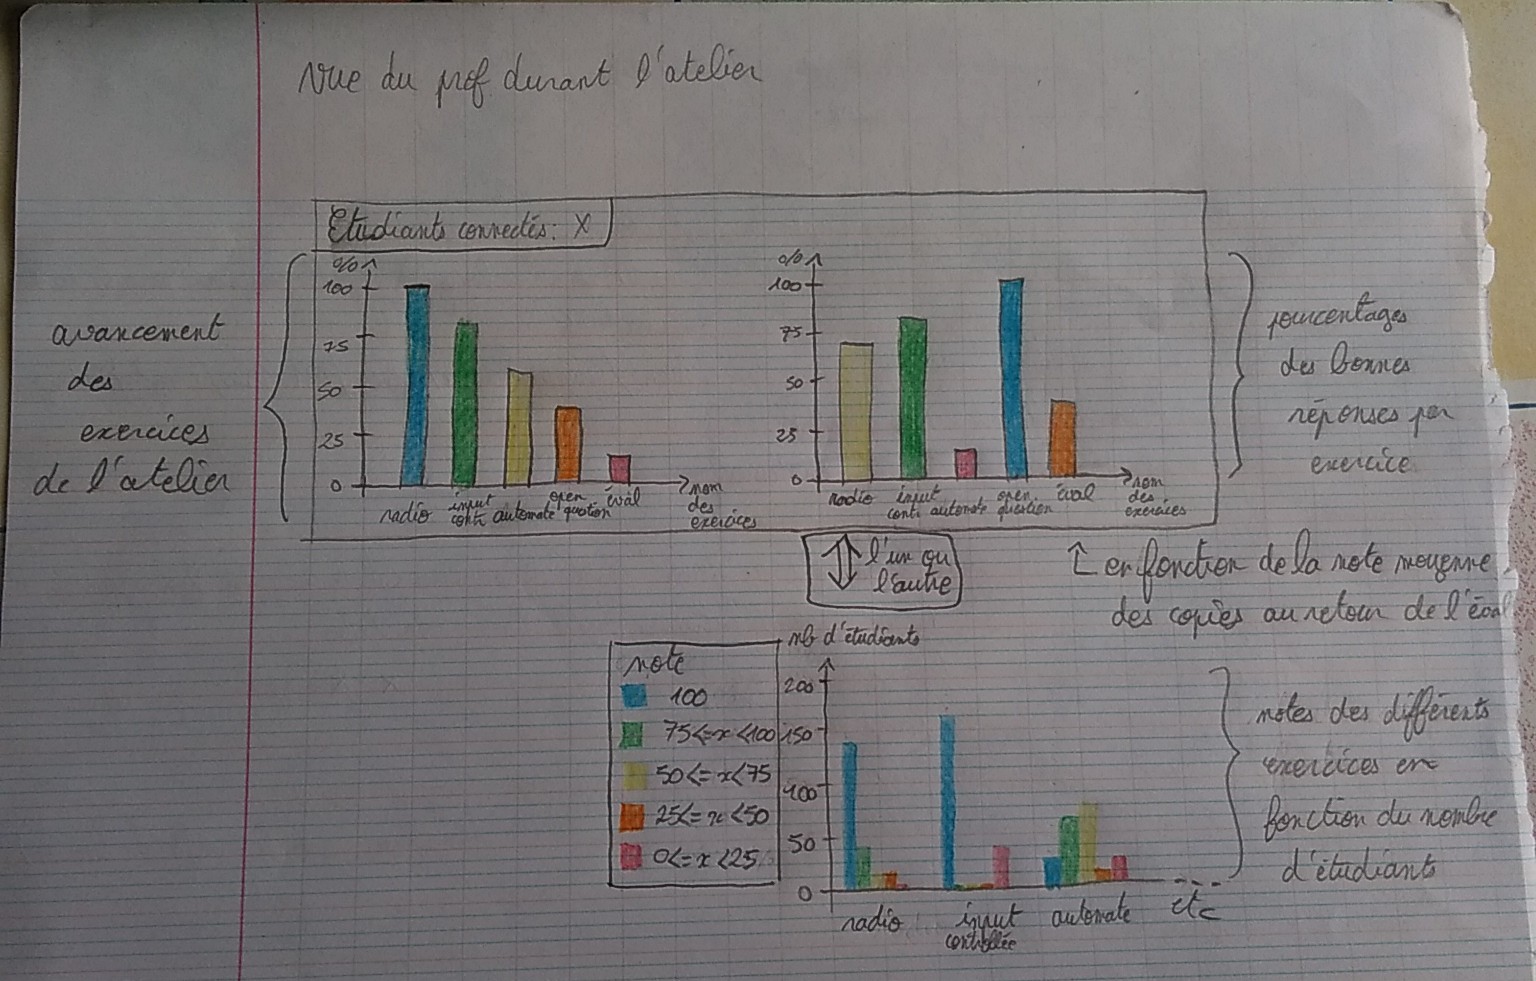 Vue du prof durant l'atelier
Etudiants connectés: X
avancement
des
exercices
de l'atelier
%
100
75
50
25
0
radio
input
contr.
automate
open
question
éval
nom
des
exercices
%
100
75
50
25
0
radio
input
contr.
automate
open
question
éval
nom
des
exercices
pourcentages
des bonnes
réponses par
exercice
l'un ou
l'autre
en fonction de la note moyenne
des copies au retour de l'éval
note
100
75<=x<100
50<=x<75
25<=x<50
0<=x<25
nb d'étudiants
200
150
100
50
0
radio
input
contrôlée
automate
etc
notes des différents
exercices en
fonction du nombre
d'étudiants